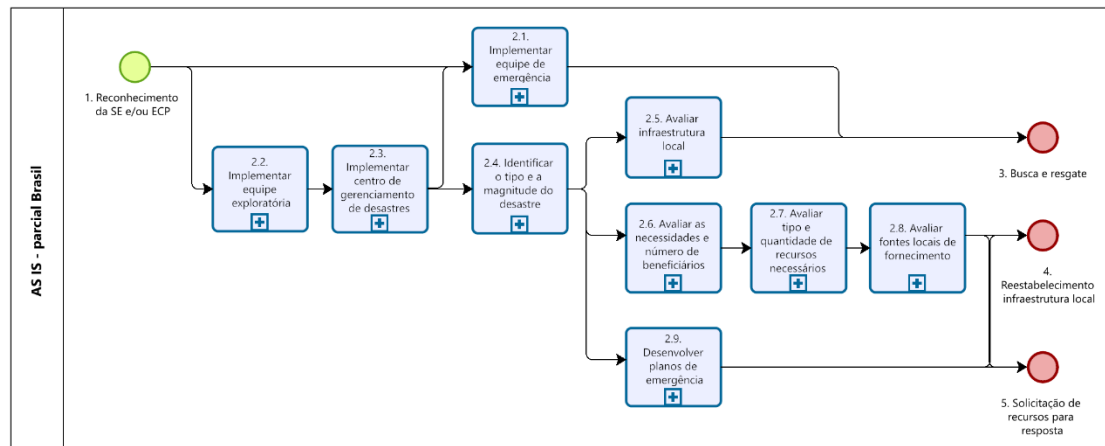 AS IS - parcial Brasil
1. Reconhecimento
da SE e/ou ECP
2.1.
Implementar
equipe de
emergência
2.2.
Implementar
equipe
exploratória
2.3.
Implementar
centro de
gerenciamento
de desastres
2.4. Identificar
o tipo e a
magnitude do
desastre
2.5. Avaliar
infraestrutura
local
2.6. Avaliar as
necessidades e
número de
beneficiários
2.7. Avaliar
tipo e
quantidade de
recursos
necessários
2.8. Avaliar
fontes locais de
fornecimento
2.9.
Desenvolver
planos de
emergência
3. Busca e resgate
4.
Reestabelecimento
infraestrutura local
5. Solicitação de
recursos para
resposta